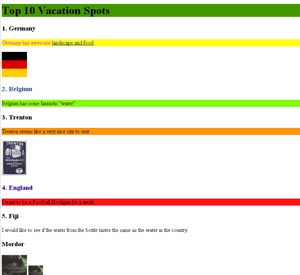 Top 10 Vacation Spots
1. Germany
Germany has awesome landscape and food
2. Belgium
Belgium has some fantastic "water"
3. Trenton
Trenton seems like a very nice city to visit
TRENTON
4. England
I want to be a Football Hooligan for a week
5. Fiji
I would like to see if the water from the bottle tastes the same as the water in the country
Mordor